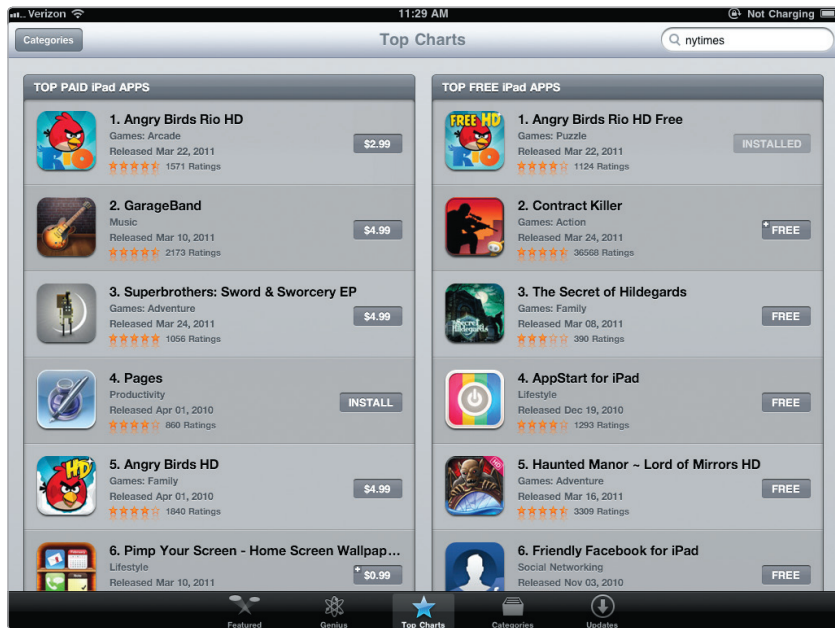 Verizon
11:29 AM
Not Charging
Categories
Top Charts
nytimes
TOP PAID iPad APPS
1. Angry Birds Rio HD
Games: Arcade
Released Mar 22, 2011
1571 Ratings
$2.99
2. GarageBand
Music
Released Mar 10, 2011
2173 Ratings
$4.99
3. Superbrothers: Sword & Sworcery EP
Games: Adventure
Released Mar 24, 2011
1056 Ratings
$4.99
4. Pages
Productivity
Released Apr 01, 2010
860 Ratings
INSTALL
5. Angry Birds HD
Games: Family
Released Apr 01, 2010
1840 Ratings
$4.99
6. Pimp Your Screen - Home Screen Wallpap...
Lifestyle
Released Mar 10, 2011
+ $0.99
TOP FREE iPad APPS
FREE HD
RIO
1. Angry Birds Rio HD Free
Games: Puzzle
Released Mar 22, 2011
1124 Ratings
INSTALLED
2. Contract Killer
Games: Action
Released Mar 24, 2011
36568 Ratings
+ FREE
3. The Secret of Hildegards
Games: Family
Released Mar 08, 2011
390 Ratings
FREE
4. AppStart for iPad
Lifestyle
Released Dec 19, 2010
1293 Ratings
FREE
5. Haunted Manor ~ Lord of Mirrors HD
Games: Adventure
Released Mar 16, 2011
3309 Ratings
FREE
6. Friendly Facebook for iPad
Social Networking
Released Nov 03, 2010
FREE
Featured
Genius
Top Charts
Categories
Updates